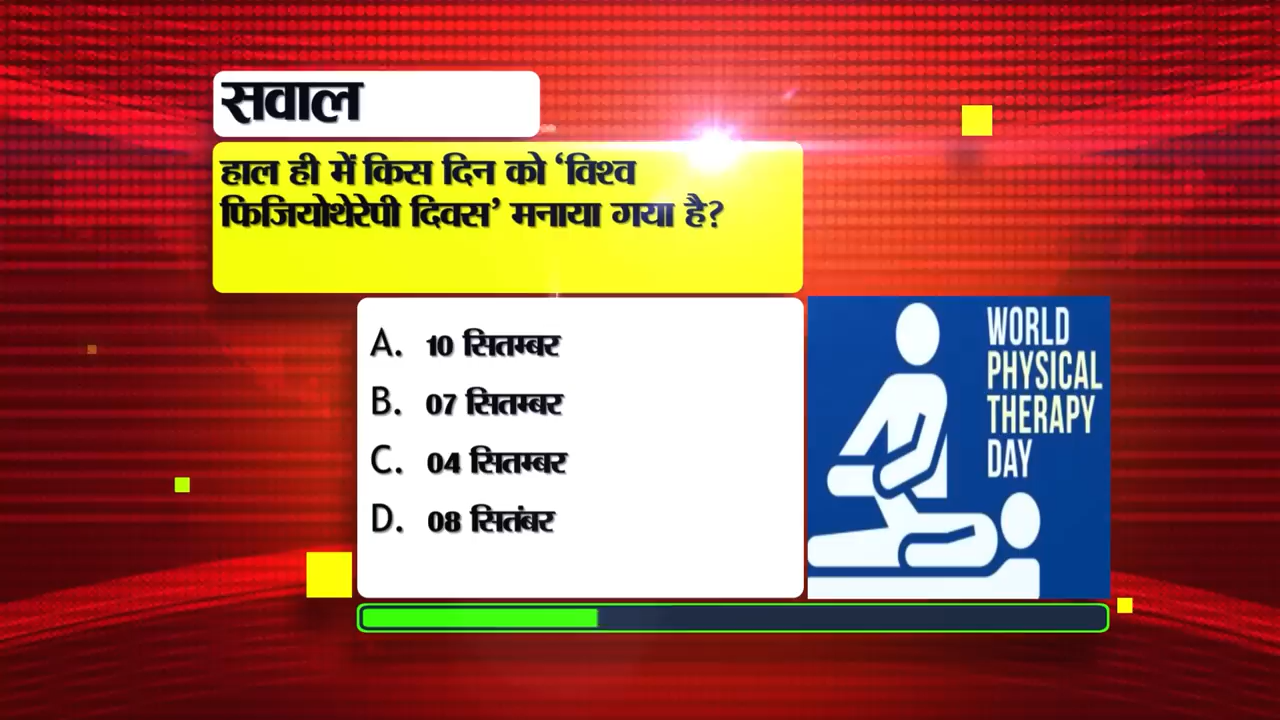 सवाल
हाल ही में किस दिन को ‘विश्व
फिजियोथेरेपी दिवस’ मनाया गया है?
A. 10 सितम्बर
B. 07 सितम्बर
C. 04 सितम्बर
D. 08 सितंबर
WORLD
PHYSICAL
THERAPY
DAY